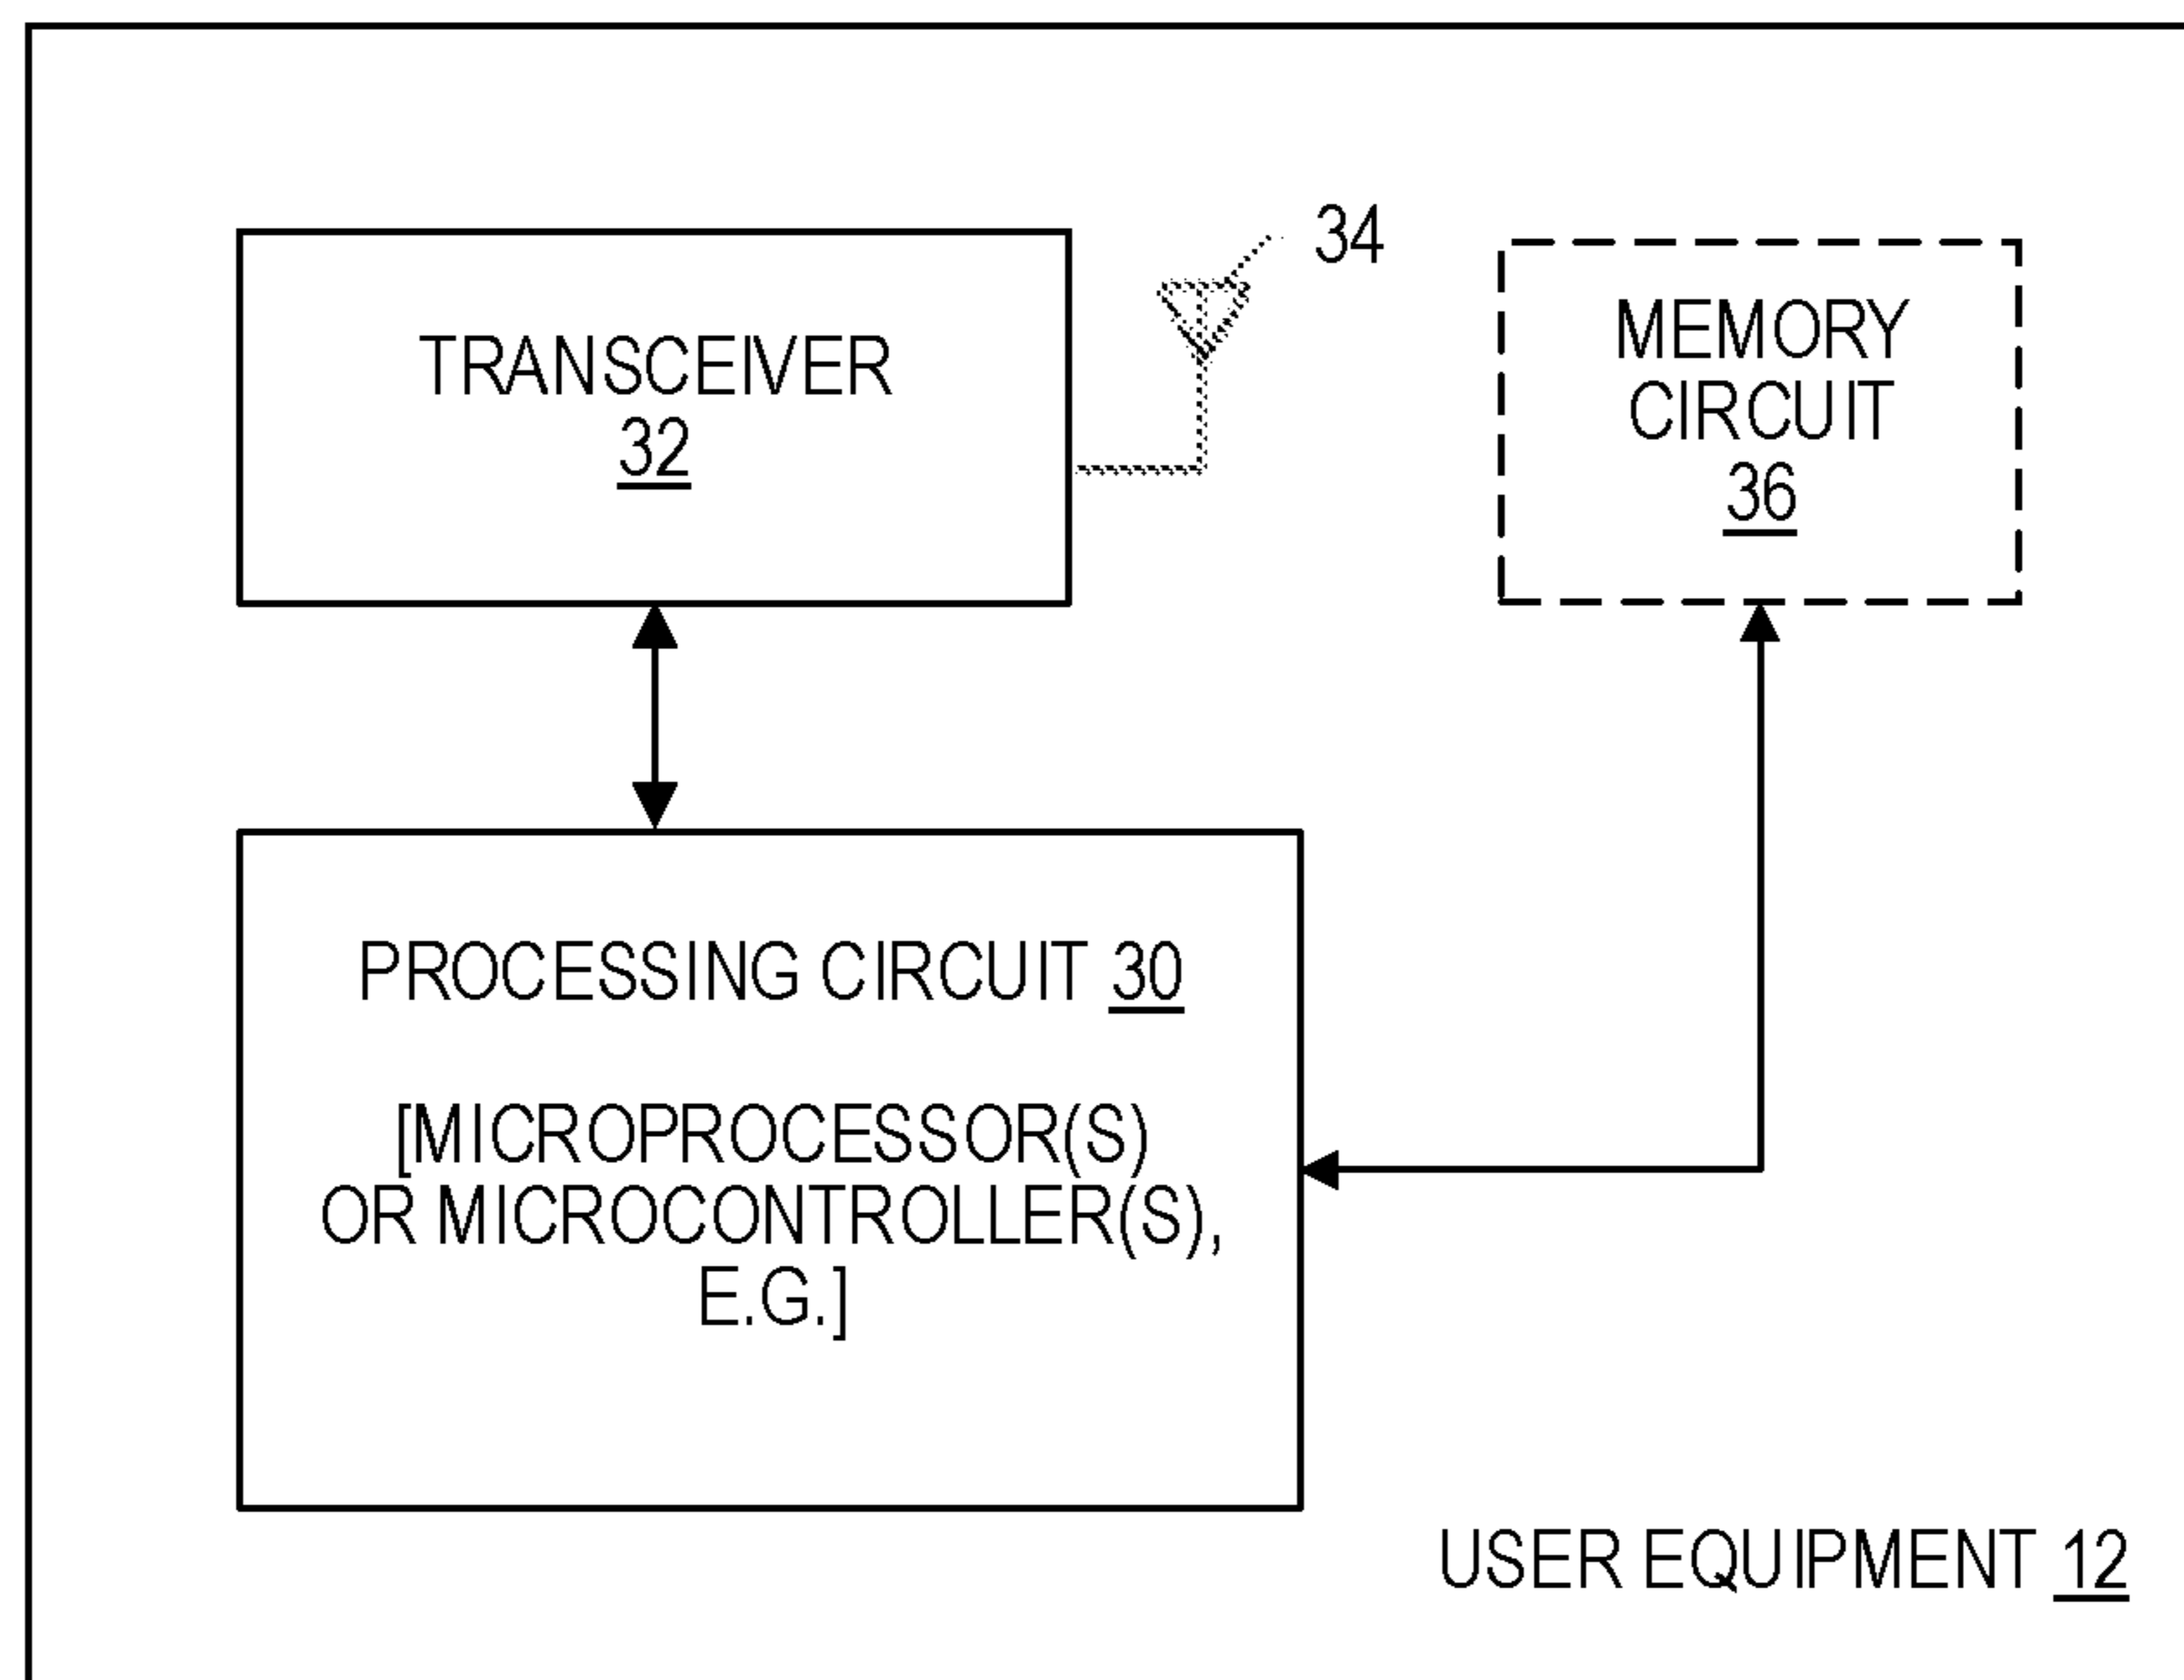 TRANSCEIVER
32
34
MEMORY
CIRCUIT
36
PROCESSING CIRCUIT 30
[MICROPROCESSOR(S)
OR MICROCONTROLLER(S),
E.G.]
USER EQUIPMENT 12